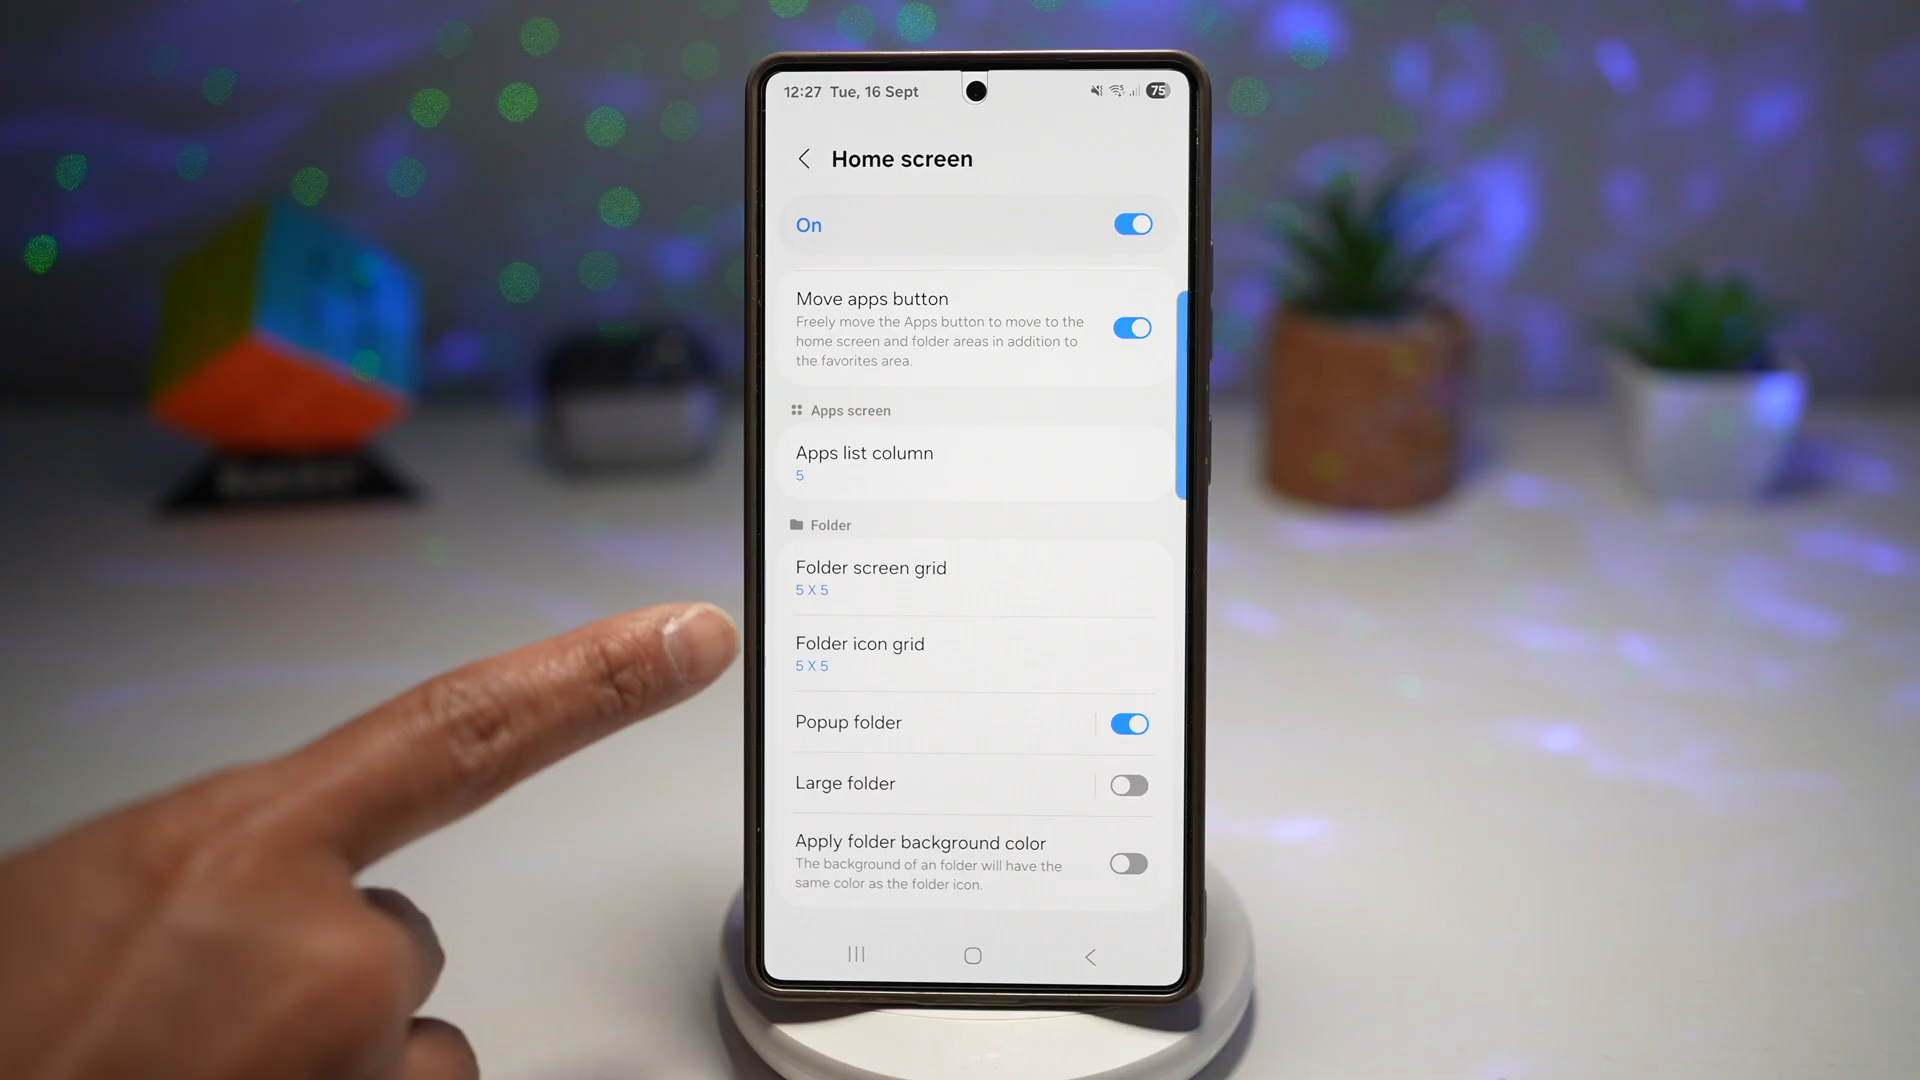 12:27 Tue, 16 Sept
75
Home screen
On
Move apps button
Freely move the Apps button to move to the
home screen and folder areas in addition to
the favorites area.
Apps screen
Apps list column
5
Folder
Folder screen grid
5 X 5
Folder icon grid
5 X 5
Popup folder
Large folder
Apply folder background color
The background of an folder will have the
same color as the folder icon.